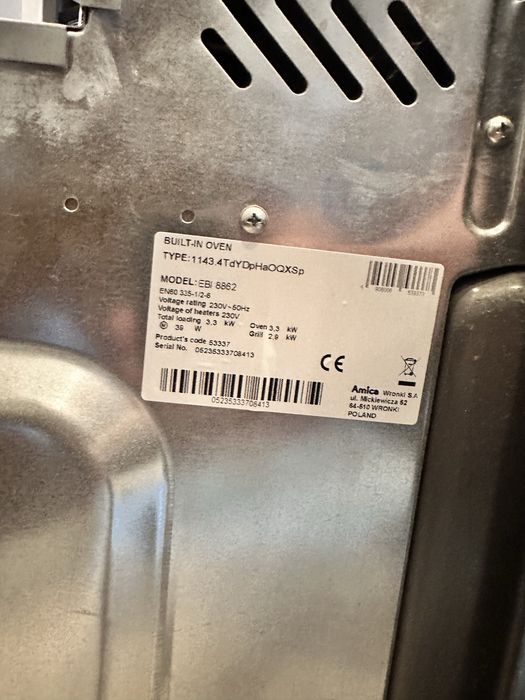 BUILT-IN OVEN
TYPE:1143.4TdYDpHaOQXSp
MODEL: EBI 8862
EN60 335-1/2-6
Voltage rating 230V~50Hz
Voltage of heaters 230V
Total loading 3,3 kW Oven 3,3 kW
M 39 W Grill 2,9 kW
Product's code 53337
Serial No. 05235333708413
CE
05235333708413
Amica Wronki S.A
ul. Mickiewicza 52
64-510 WRONKI
POLAND